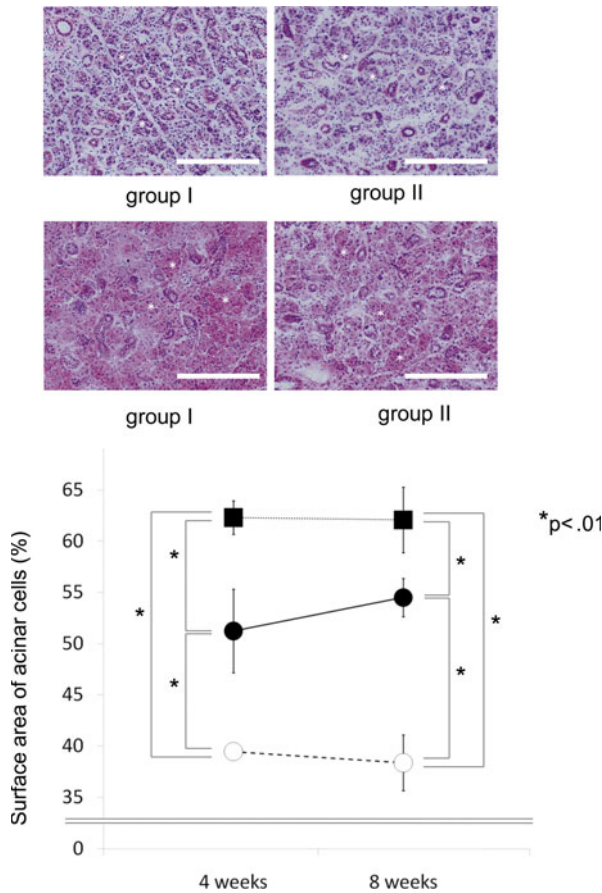 group I
group II
group I
group II
65
60
55
50
45
40
35
0
Surface area of acinar cells (%)
* * *
* * *
*p<.01
4 weeks
8 weeks